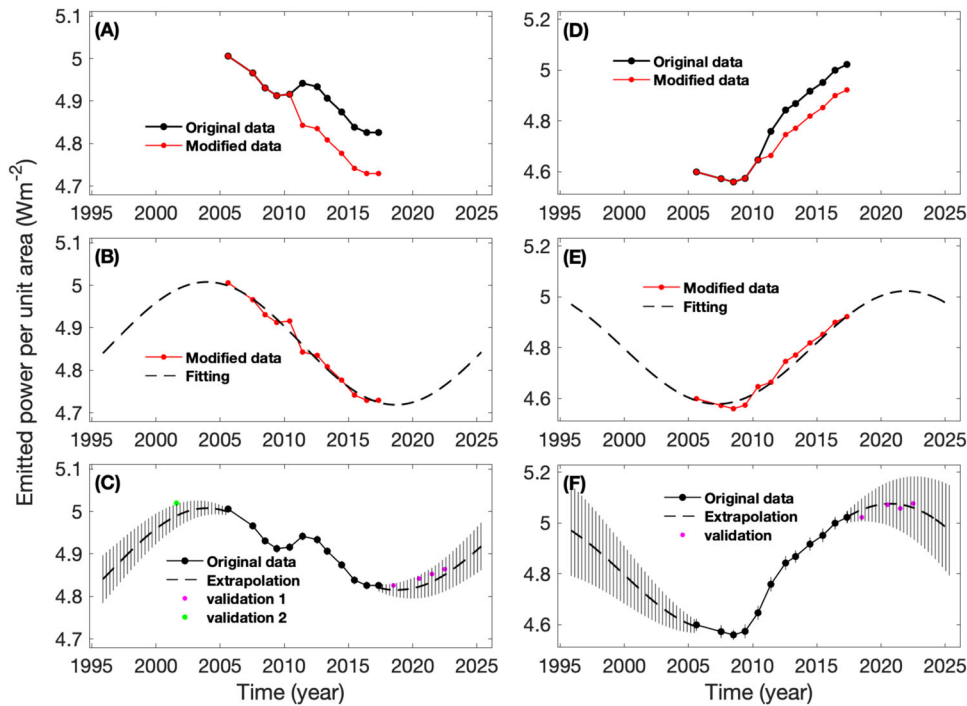 Emitted power per unit area (Wm⁻²)
(A)
5.1
5
4.9
4.8
4.7
Original data
Modified data
1995 2000 2005 2010 2015 2020 2025
(B)
5.1
5
4.9
4.8
4.7
Modified data
Fitting
1995 2000 2005 2010 2015 2020 2025
(C)
5.1
5
4.9
4.8
4.7
Original data
Extrapolation
validation 1
validation 2
1995 2000 2005 2010 2015 2020 2025
Time (year)
(D)
5.2
5
4.8
4.6
Original data
Modified data
1995 2000 2005 2010 2015 2020 2025
(E)
5.2
5
4.8
4.6
Modified data
Fitting
1995 2000 2005 2010 2015 2020 2025
(F)
5.2
5
4.8
4.6
Original data
Extrapolation
validation
1995 2000 2005 2010 2015 2020 2025
Time (year)